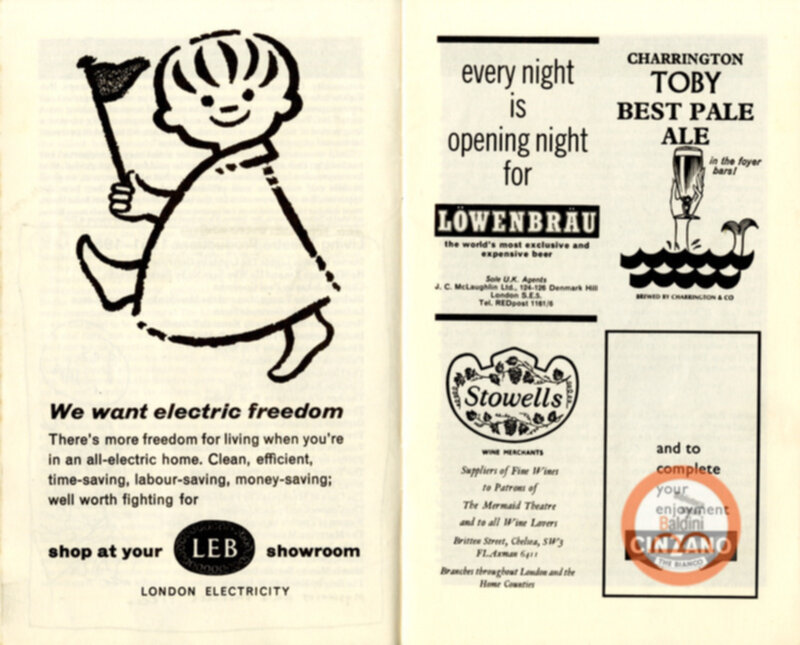 We want electric freedom
There's more freedom for living when you're
in an all-electric home. Clean, efficient,
time-saving, labour-saving, money-saving;
well worth fighting for
shop at your LEB showroom
LONDON ELECTRICITY
every night
is
opening night
for
LÖWENBRÄU
the world's most exclusive and
expensive beer
Sole U.K. Agents
J. C. McLaughlin Ltd., 124-126 Denmark Hill
London S.E.5.
Tel. REDpost 1161/6
CHARRINGTON
TOBY
BEST PALE
ALE
in the foyer
bars!
BREWED BY CHARRINGTON & CO
Stowells
WINE MERCHANTS
Suppliers of Fine Wines
to Patrons of
The Mermaid Theatre
and to all Wine Lovers
Britten Street, Chelsea, SW3
FLAxman 6411
Branches throughout London and the
Home Counties
and to
complete
your
enjoyment
Baldini
CINZANO
THE BIANCO